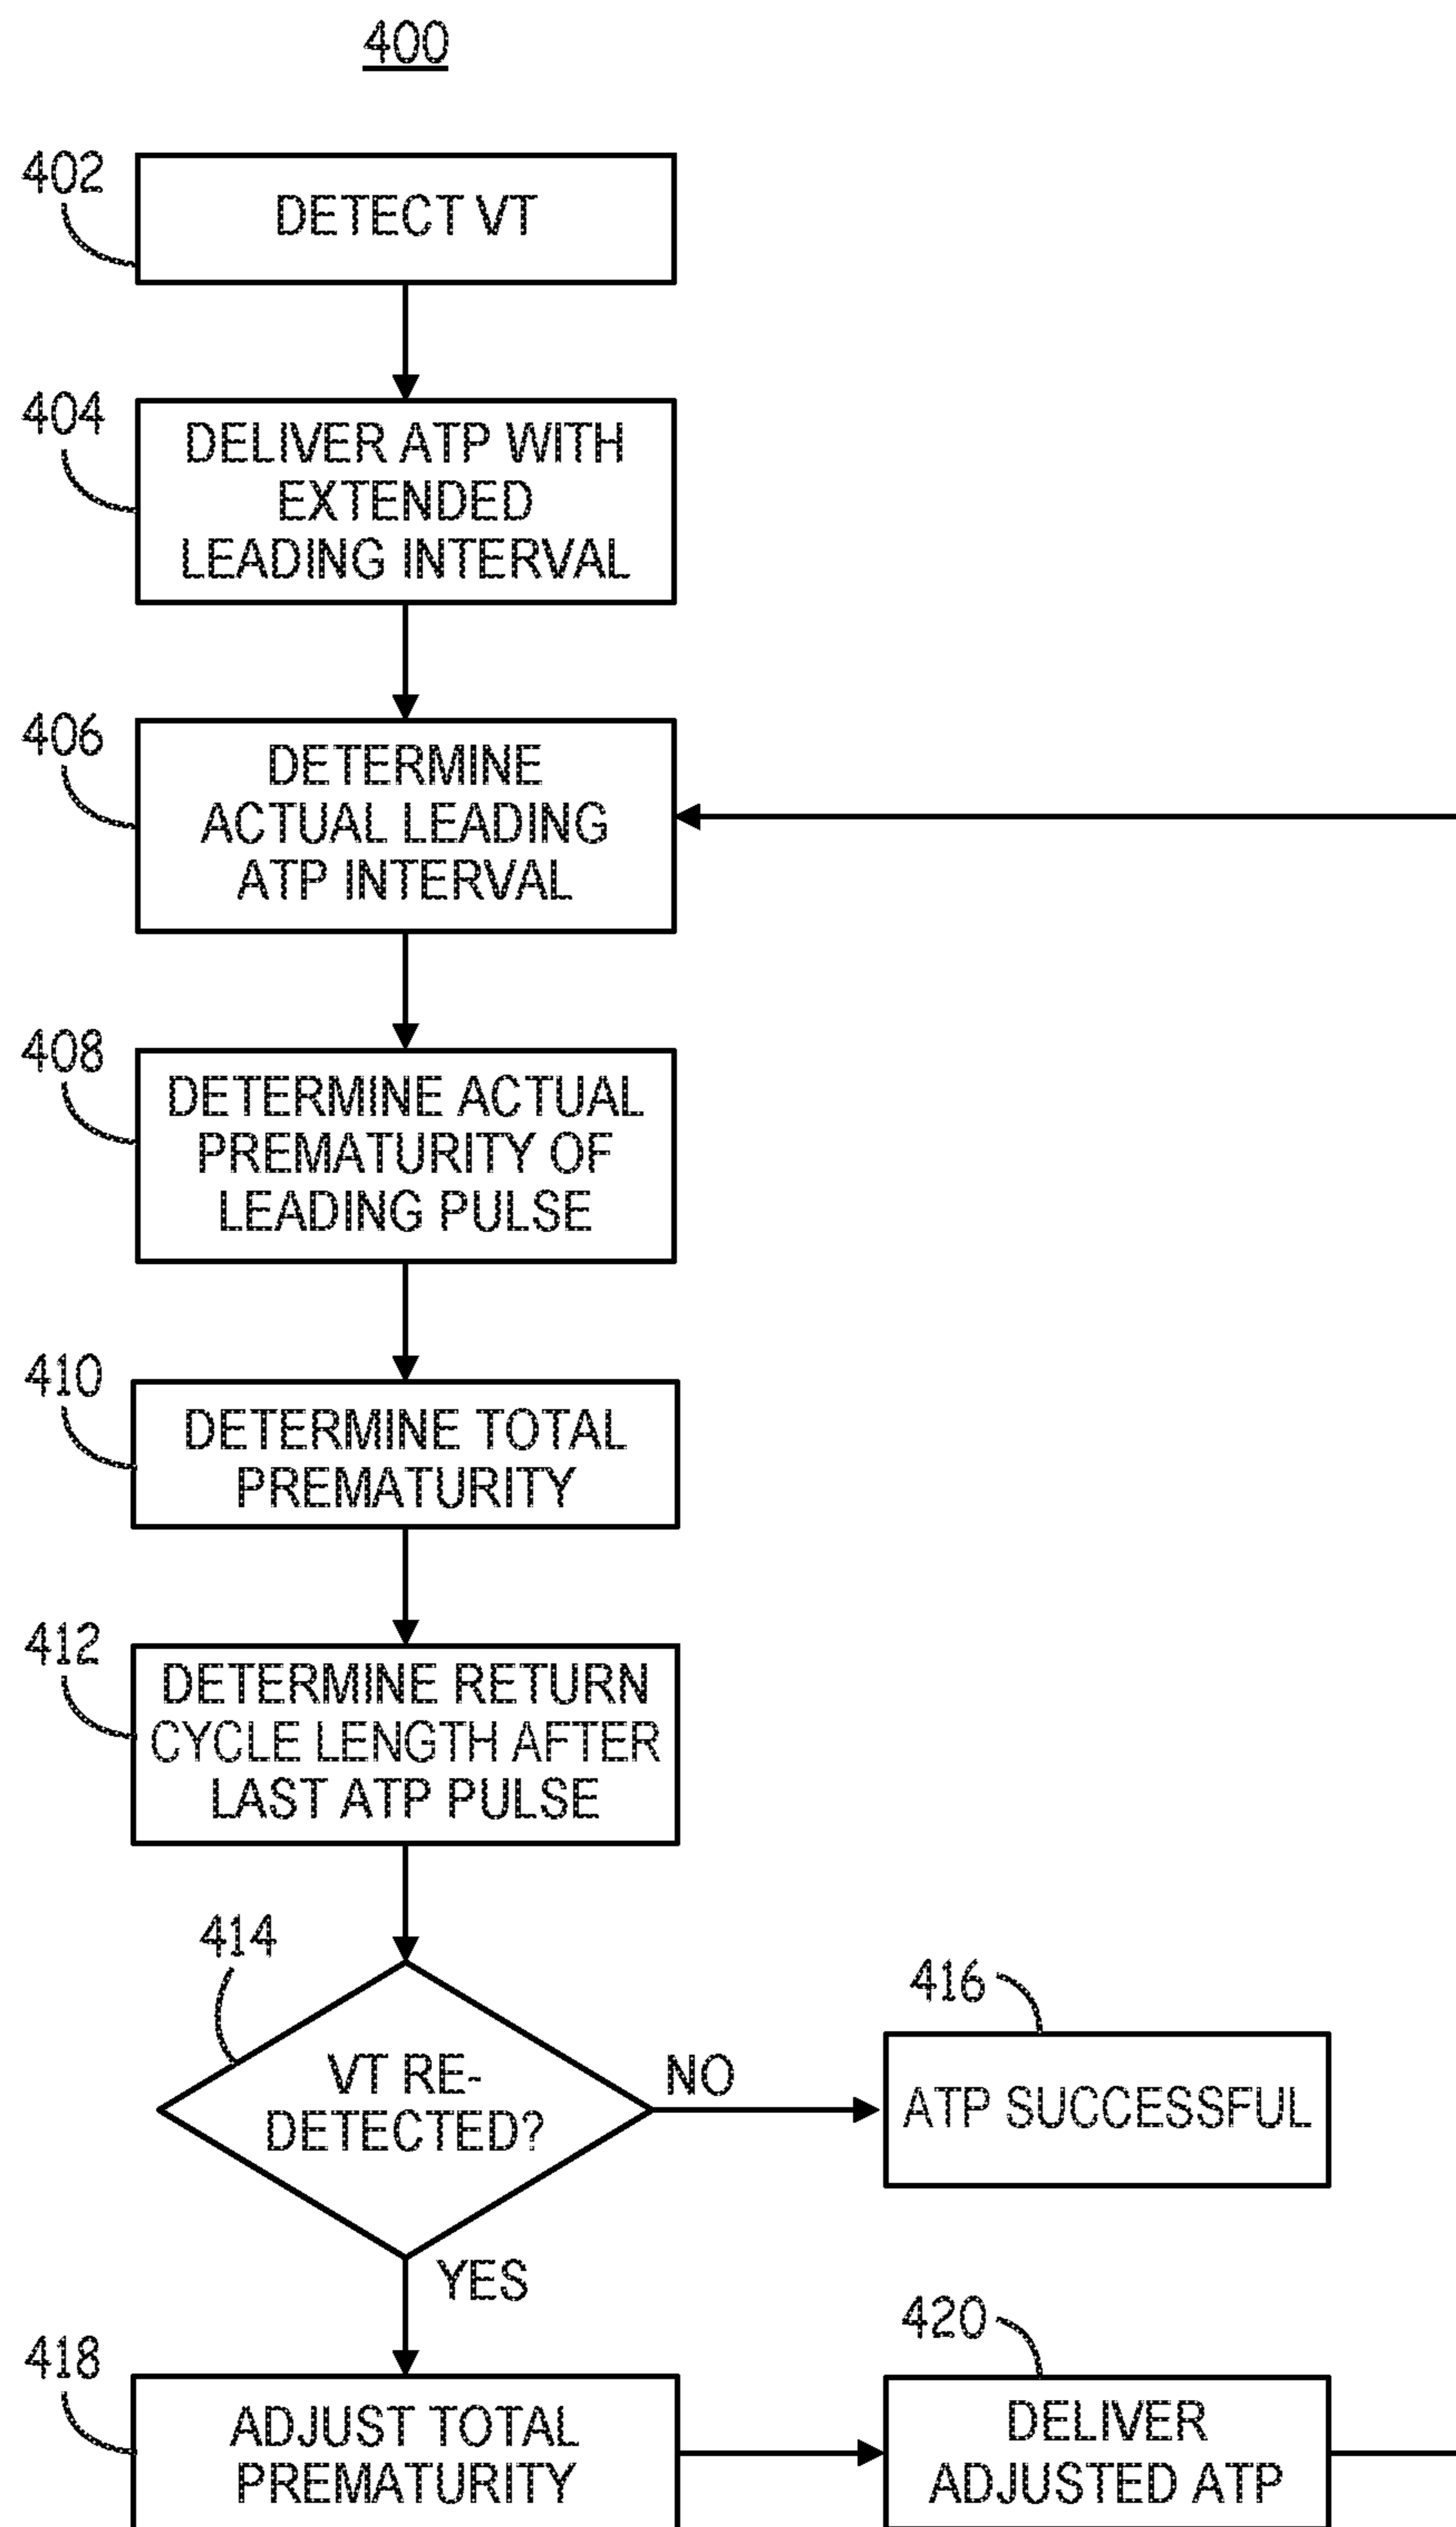 400
402
DETECT VT
404
DELIVER ATP WITH
EXTENDED
LEADING INTERVAL
406
DETERMINE
ACTUAL LEADING
ATP INTERVAL
408
DETERMINE ACTUAL
PREMATURITY OF
LEADING PULSE
410
DETERMINE TOTAL
PREMATURITY
412
DETERMINE RETURN
CYCLE LENGTH AFTER
LAST ATP PULSE
414
VT RE-
DETECTED?
NO
416
ATP SUCCESSFUL
YES
418
ADJUST TOTAL
PREMATURITY
420
DELIVER
ADJUSTED ATP